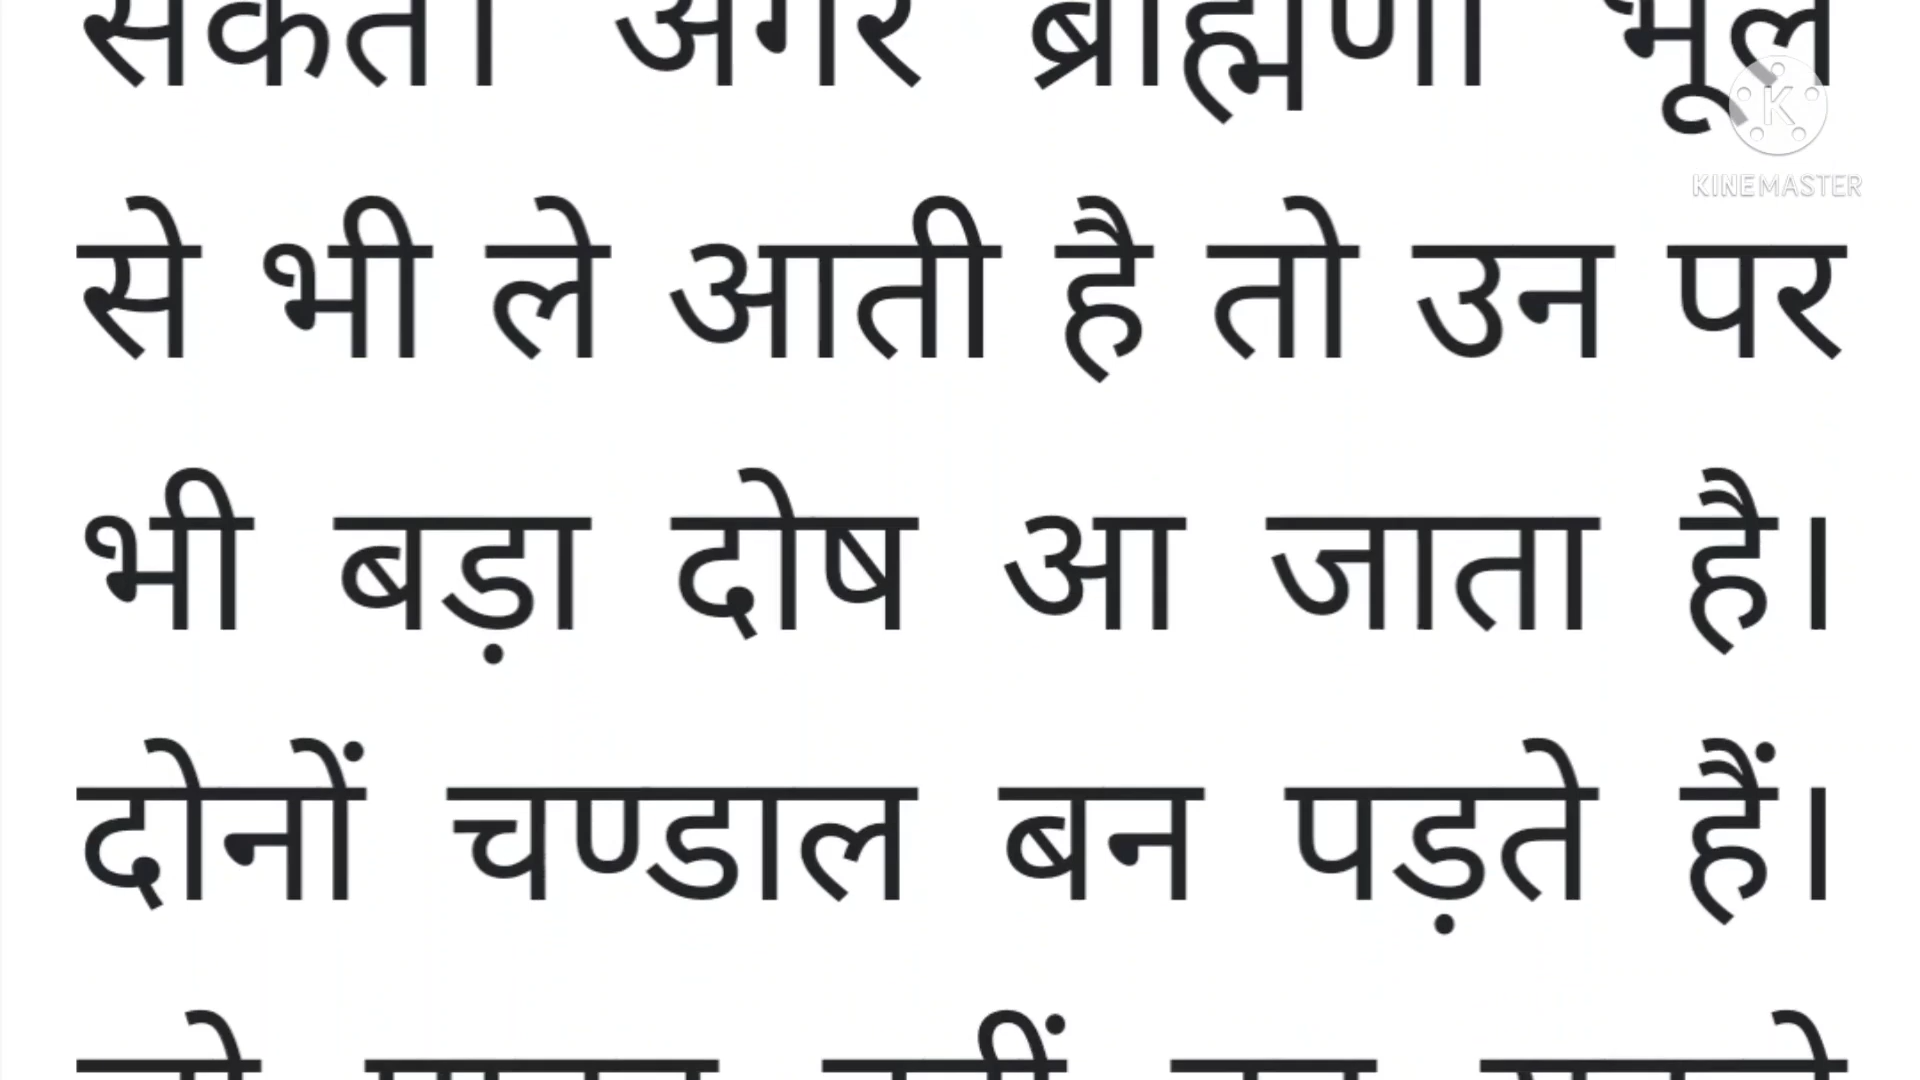 सकते। अगर ब्राह्मणी भूल
KINEMASTER
से भी ले आती है तो उन पर
भी बड़ा दोष आ जाता है।
दोनों चण्डाल बन पड़ते हैं।